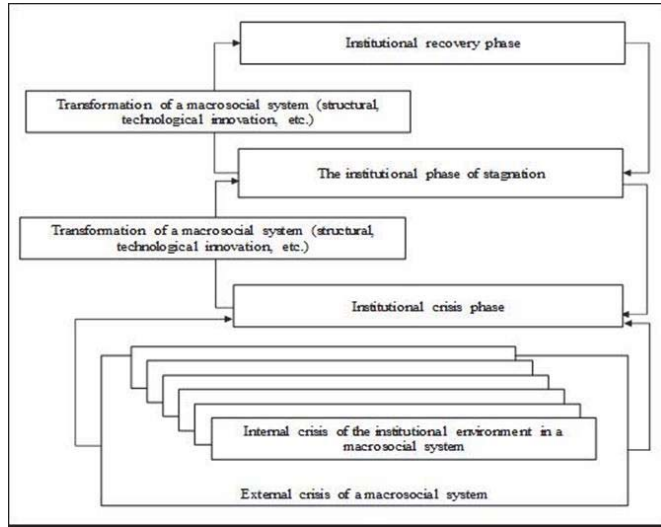 Institutional recovery phase
Transformation of a macrosocial system (structural,
technological innovation, etc.)
The institutional phase of stagnation
Transformation of a macrosocial system (structural,
technological innovation, etc.)
Institutional crisis phase
Internal crisis of the institutional environment in a
macrosocial system
External crisis of a macrosocial system